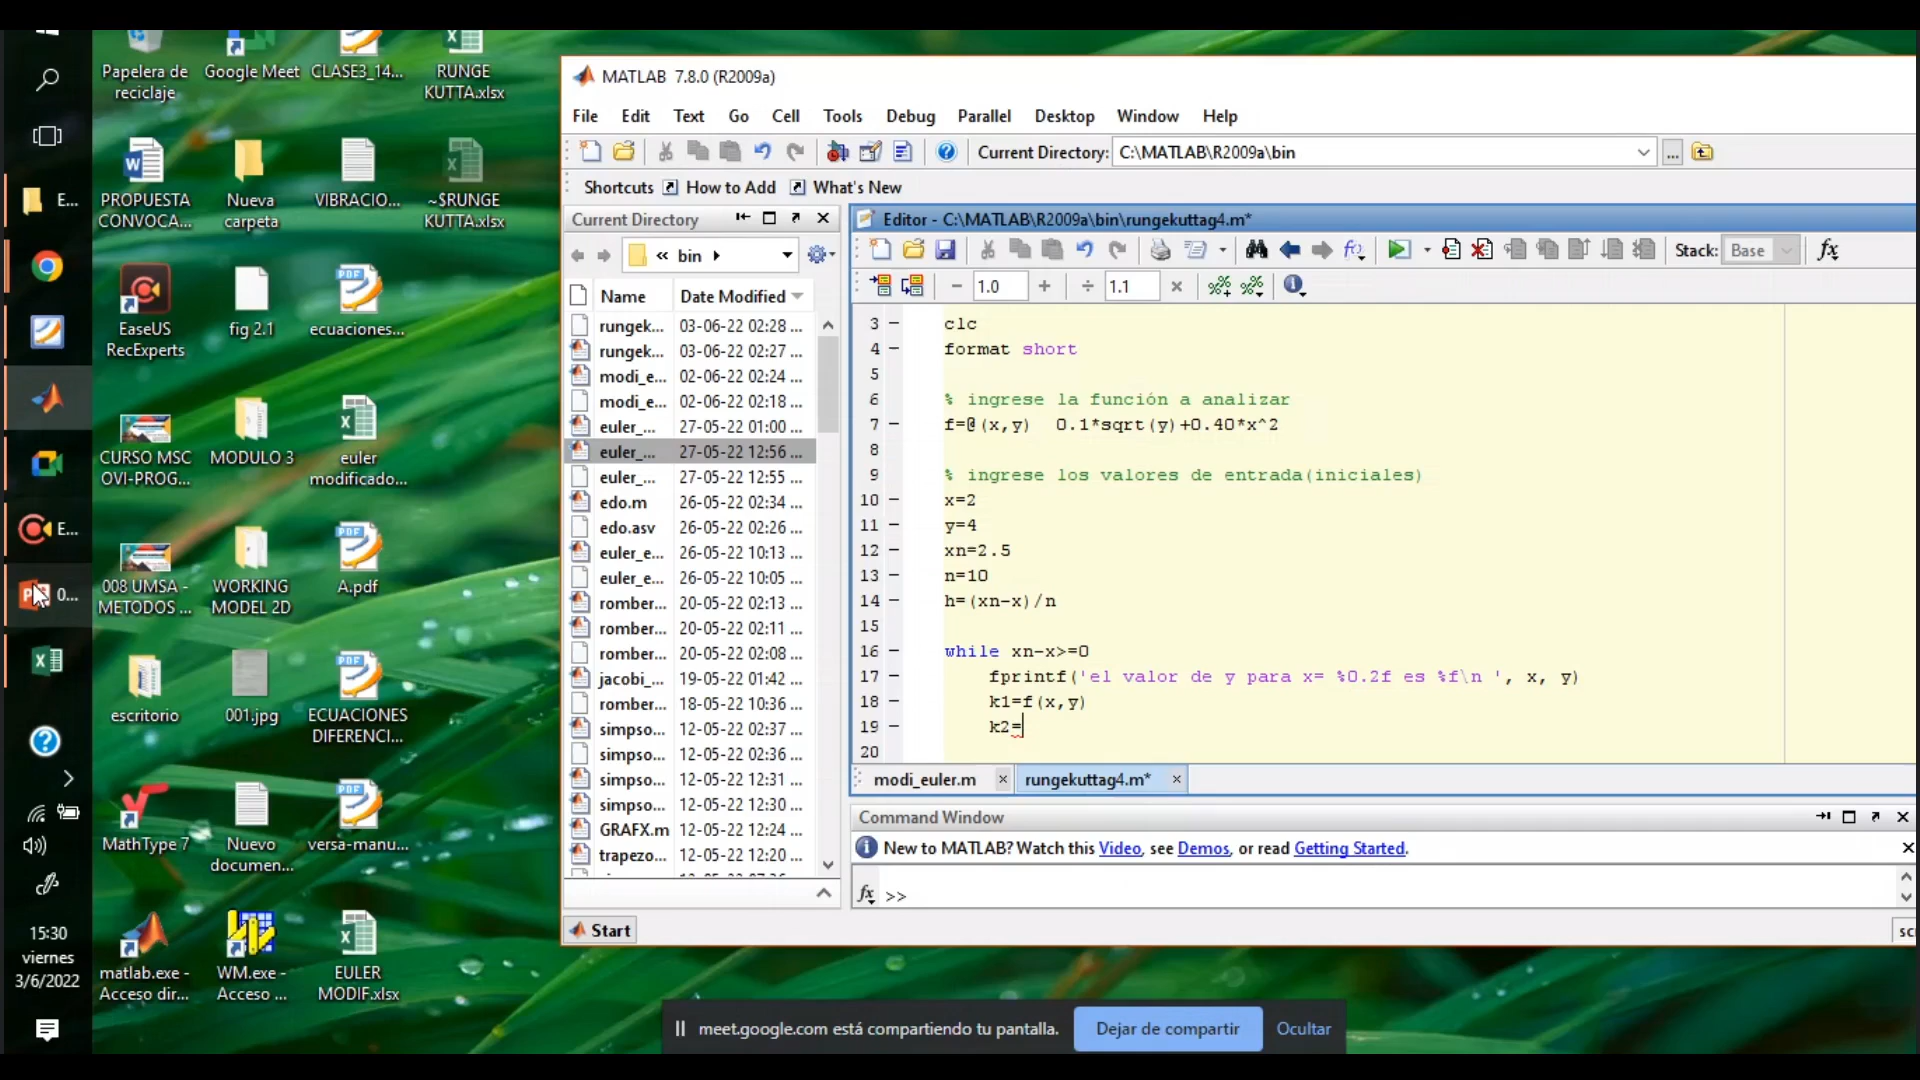 Papelera de
reciclaje
Google Meet
CLASE3_14...
RUNGE
KUTTA.xlsx
PROPUESTA
CONVOCA...
Nueva
carpeta
VIBRACIO...
~$RUNGE
KUTTA.xlsx
E...
EaseUS
RecExperts
fig 2.1
ecuaciones...
CURSO MSC
OVI-PROG...
MODULO 3
euler
modificado...
E...
008 UMSA -
METODOS ...
WORKING
MODEL 2D
A.pdf
0...
escritorio
001.jpg
ECUACIONES
DIFERENCI...
MathType 7
Nuevo
documen...
versa-manu...
matlab.exe -
Acceso dir...
WM.exe -
Acceso ...
EULER
MODIF.xlsx
15:30
viernes
3/6/2022
MATLAB 7.8.0 (R2009a)
File Edit Text Go Cell Tools Debug Parallel Desktop Window Help
Current Directory: C:\MATLAB\R2009a\bin
Shortcuts How to Add What's New
Current Directory
« bin
Name Date Modified
rungek... 03-06-22 02:28 ...
rungek... 03-06-22 02:27 ...
modi_e... 02-06-22 02:24 ...
modi_e... 02-06-22 02:18 ...
euler_... 27-05-22 01:00 ...
euler_... 27-05-22 12:56 ...
euler_... 27-05-22 12:55 ...
edo.m 26-05-22 02:34 ...
edo.asv 26-05-22 02:26 ...
euler_e... 26-05-22 10:13 ...
euler_e... 26-05-22 10:05 ...
romber... 20-05-22 02:13 ...
romber... 20-05-22 02:11 ...
romber... 20-05-22 02:08 ...
jacobi_... 19-05-22 01:42 ...
romber... 18-05-22 10:36 ...
simpso... 12-05-22 02:37 ...
simpso... 12-05-22 02:36 ...
simpso... 12-05-22 12:31 ...
simpso... 12-05-22 12:30 ...
GRAFX.m 12-05-22 12:24 ...
trapezo... 12-05-22 12:20 ...
Start
Editor - C:\MATLAB\R2009a\bin\rungekuttag4.m*
Stack: Base
fx
1.0
1.1
3 clc
4 format short
5
6 % ingrese la función a analizar
7 f=@(x,y) 0.1*sqrt(y)+0.40*x^2
8
9 % ingrese los valores de entrada(iniciales)
10 x=2
11 y=4
12 xn=2.5
13 n=10
14 h=(xn-x)/n
15
16 while xn-x>=0
17 fprintf('el valor de y para x= %0.2f es %f\n ', x, y)
18 k1=f(x,y)
19 k2=
20
modi_euler.m rungekuttag4.m*
Command Window
New to MATLAB? Watch this Video, see Demos, or read Getting Started.
fx >>
sc
meet.google.com está compartiendo tu pantalla. Dejar de compartir Ocultar